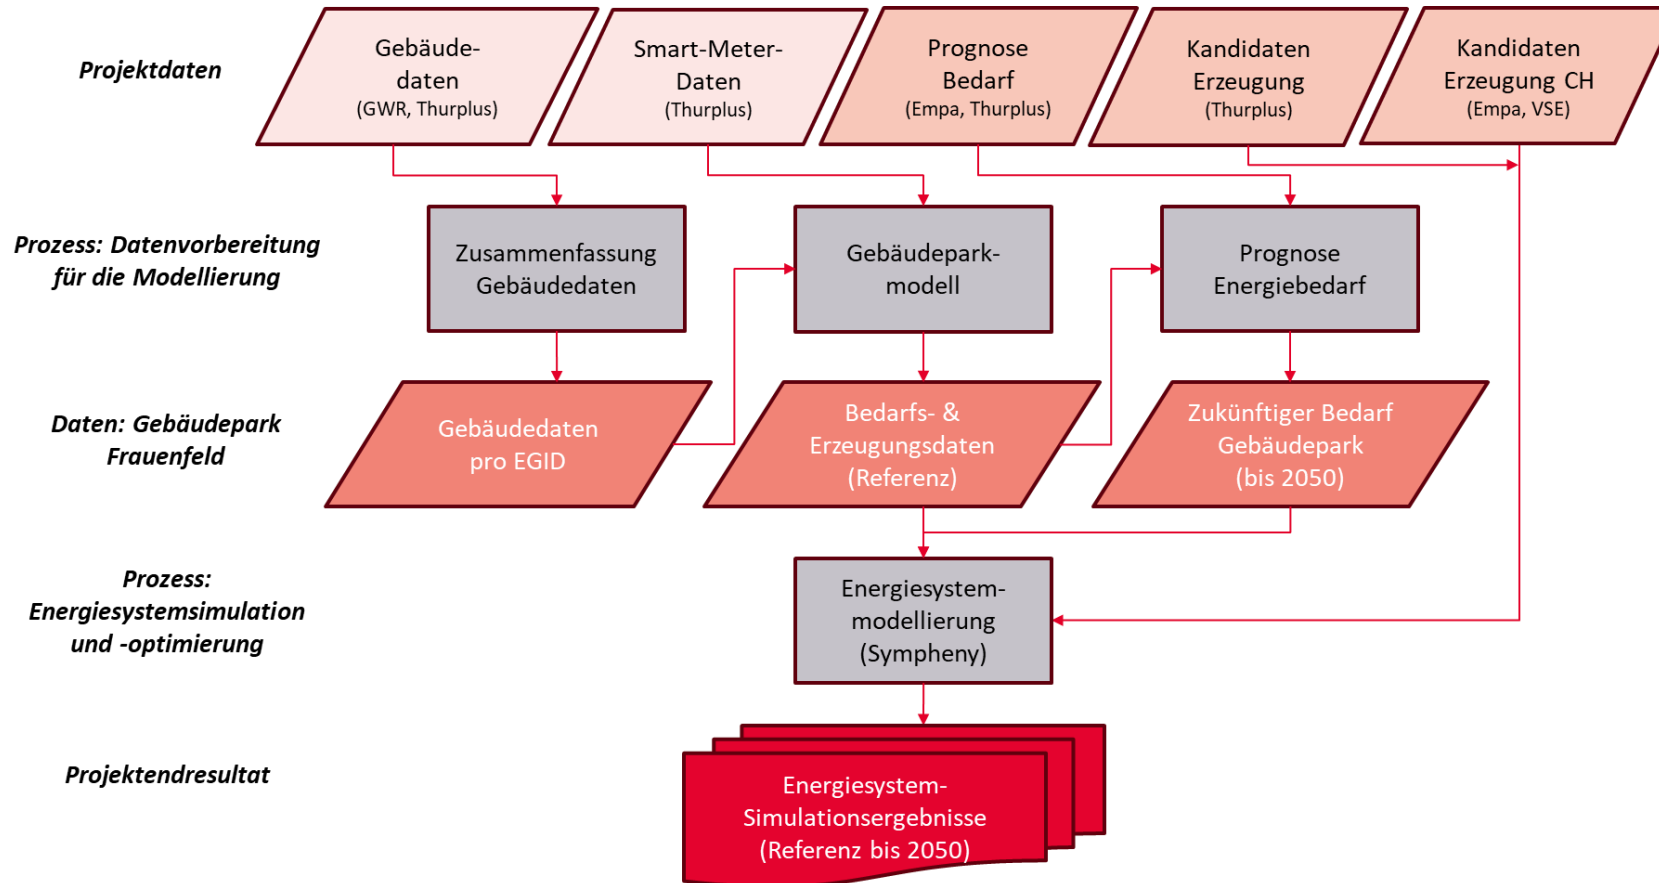 Projektdaten
Gebäude-
daten
(GWR, Thurplus)
Smart-Meter-
Daten
(Thurplus)
Prognose
Bedarf
(Empa, Thurplus)
Kandidaten
Erzeugung
(Thurplus)
Kandidaten
Erzeugung CH
(Empa, VSE)
Prozess: Datenvorbereitung
für die Modellierung
Zusammenfassung
Gebäudedaten
Gebäudepark-
modell
Prognose
Energiebedarf
Daten: Gebäudepark
Frauenfeld
Gebäudedaten
pro EGID
Bedarfs- &
Erzeugungsdaten
(Referenz)
Zukünftiger Bedarf
Gebäudepark
(bis 2050)
Prozess:
Energiesystemsimulation
und -optimierung
Energiesystem-
modellierung
(Sympheny)
Projektendresultat
Energiesystem-
Simulationsergebnisse
(Referenz bis 2050)